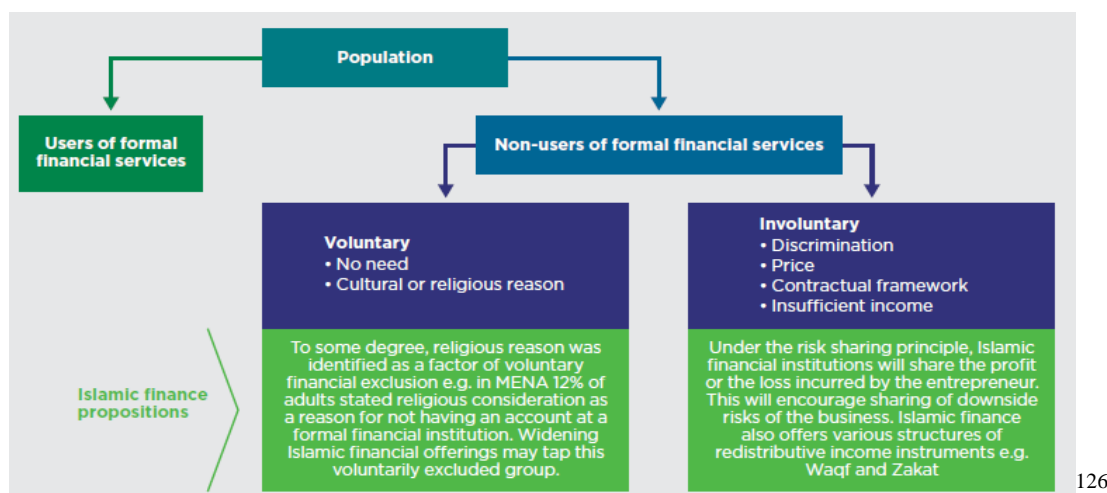 Population
Users of formal
financial services
Non-users of formal financial services
Voluntary
• No need
• Cultural or religious reason
Involuntary
• Discrimination
• Price
• Contractual framework
• Insufficient income
Islamic finance
propositions
To some degree, religious reason was
identified as a factor of voluntary
financial exclusion e.g. in MENA 12% of
adults stated religious consideration as
a reason for not having an account at a
formal financial institution. Widening
Islamic financial offerings may tap this
voluntarily excluded group.
Under the risk sharing principle, Islamic
financial institutions will share the profit
or the loss incurred by the entrepreneur.
This will encourage sharing of downside
risks of the business. Islamic finance
also offers various structures of
redistributive income instruments e.g.
Waqf and Zakat
126